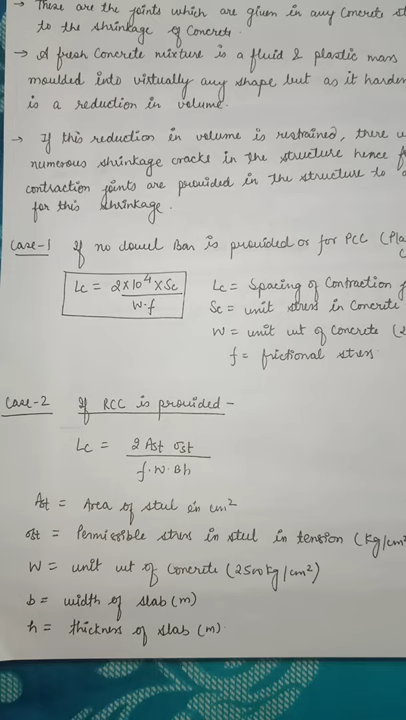 → These are the joints which are given in any Concrete st
to the shrinkage of Concrete.
→ A fresh Concrete mixture is a fluid & plastic mass
moulded into virtually any shape but as it harden
is a reduction in volume.
→ If this reduction in volume is restrained, there w
numerous shrinkage cracks in the structure hence f
contraction joints are provided in the structure to
for this shrinkage.
Case-1 If no dowel Bar is provided or for PCC (Pla
Lc = 2×10⁴ × Sc / W.f
Lc = Spacing of Contraction j
Sc = unit stress in Concrete
W = unit wt of Concrete (2
f = frictional stress
Case-2 If RCC is provided -
Lc = 2 Ast σst / f.W.Bh
Ast = Area of steel in cm²
σst = Permissible stress in steel in tension (Kg/cm²
W = unit wt of Concrete (2500 kg/cm²)
b = width of slab (m)
h = thickness of slab (m).